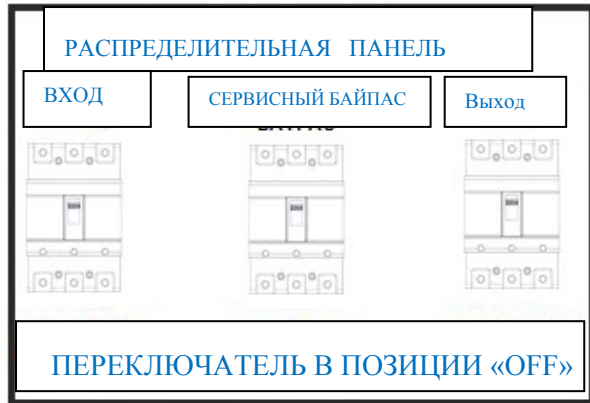 РАСПРЕДЕЛИТЕЛЬНАЯ ПАНЕЛЬ
ВХОД
СЕРВИСНЫЙ БАЙПАС
Выход
ПЕРЕКЛЮЧАТЕЛЬ В ПОЗИЦИИ «OFF»